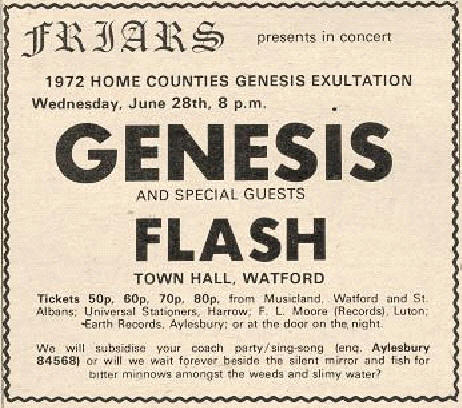 FRIARS presents in concert
1972 HOME COUNTIES GENESIS EXULTATION
Wednesday, June 28th, 8 p.m.
GENESIS
AND SPECIAL GUESTS
FLASH
TOWN HALL, WATFORD
Tickets 50p, 60p, 70p, 80p, from Musicland, Watford and St.
Albans; Universal Stationers, Harrow; F. L. Moore (Records), Luton;
Earth Records, Aylesbury; or at the door on the night.
We will subsidise your coach party/sing-song (enq. Aylesbury
84568) or will we wait forever beside the silent mirror and fish for
bitter minnows amongst the weeds and slimy water?